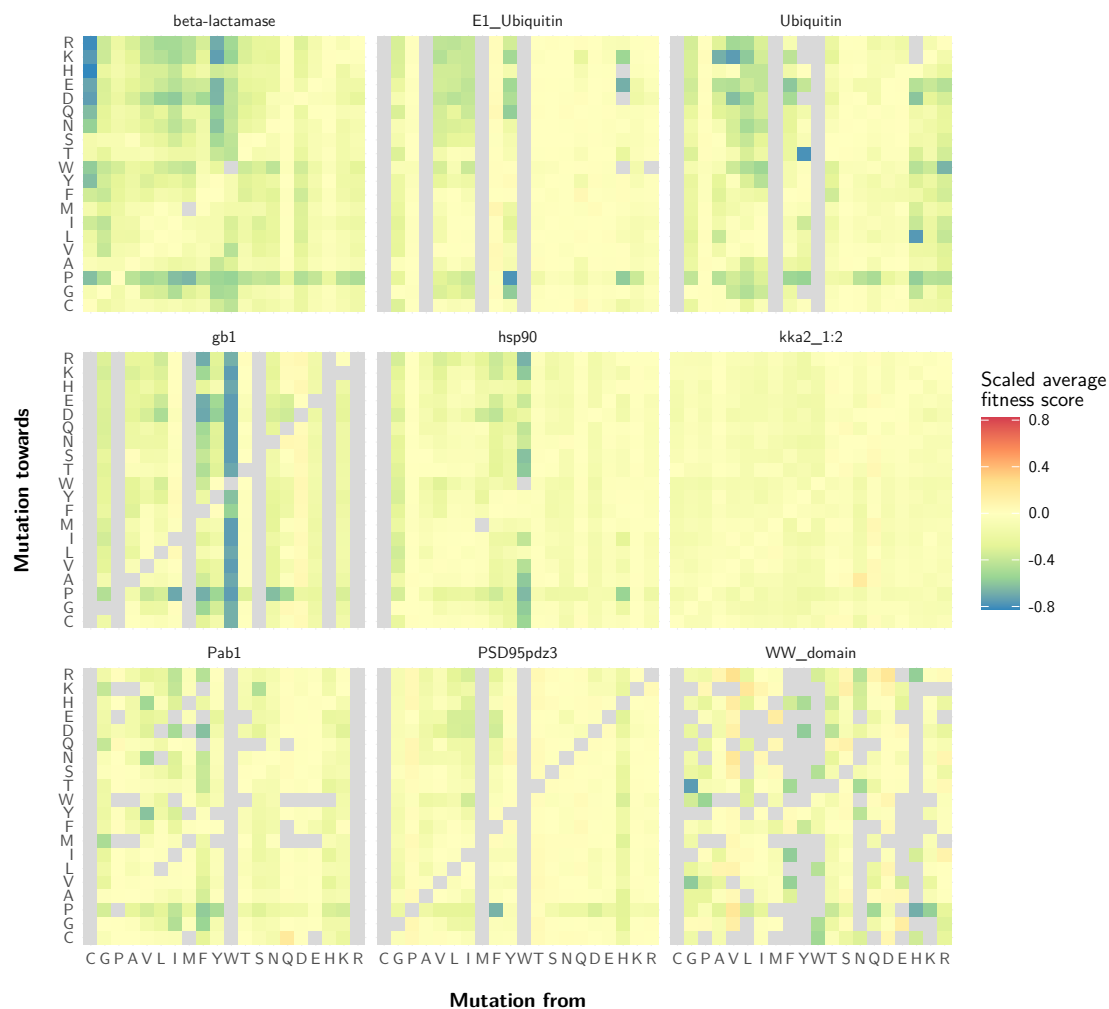 beta-lactamase E1_Ubiquitin Ubiquitin
R
K
H
E
D
Q
N
S
T
W
Y
F
M
I
L
V
A
P
G
C
gb1 hsp90 kka2_1:2
R
K
H
E
D
Q
N
S
T
W
Y
F
M
I
L
V
A
P
G
C
Pab1 PSD95pdz3 WW_domain
R
K
H
E
D
Q
N
S
T
W
Y
F
M
I
L
V
A
P
G
C
C G P A V L I M F Y W T S N Q D E H K R C G P A V L I M F Y W T S N Q D E H K R C G P A V L I M F Y W T S N Q D E H K R
Mutation from
Mutation towards
Scaled average
fitness score
0.8
0.4
0.0
-0.4
-0.8